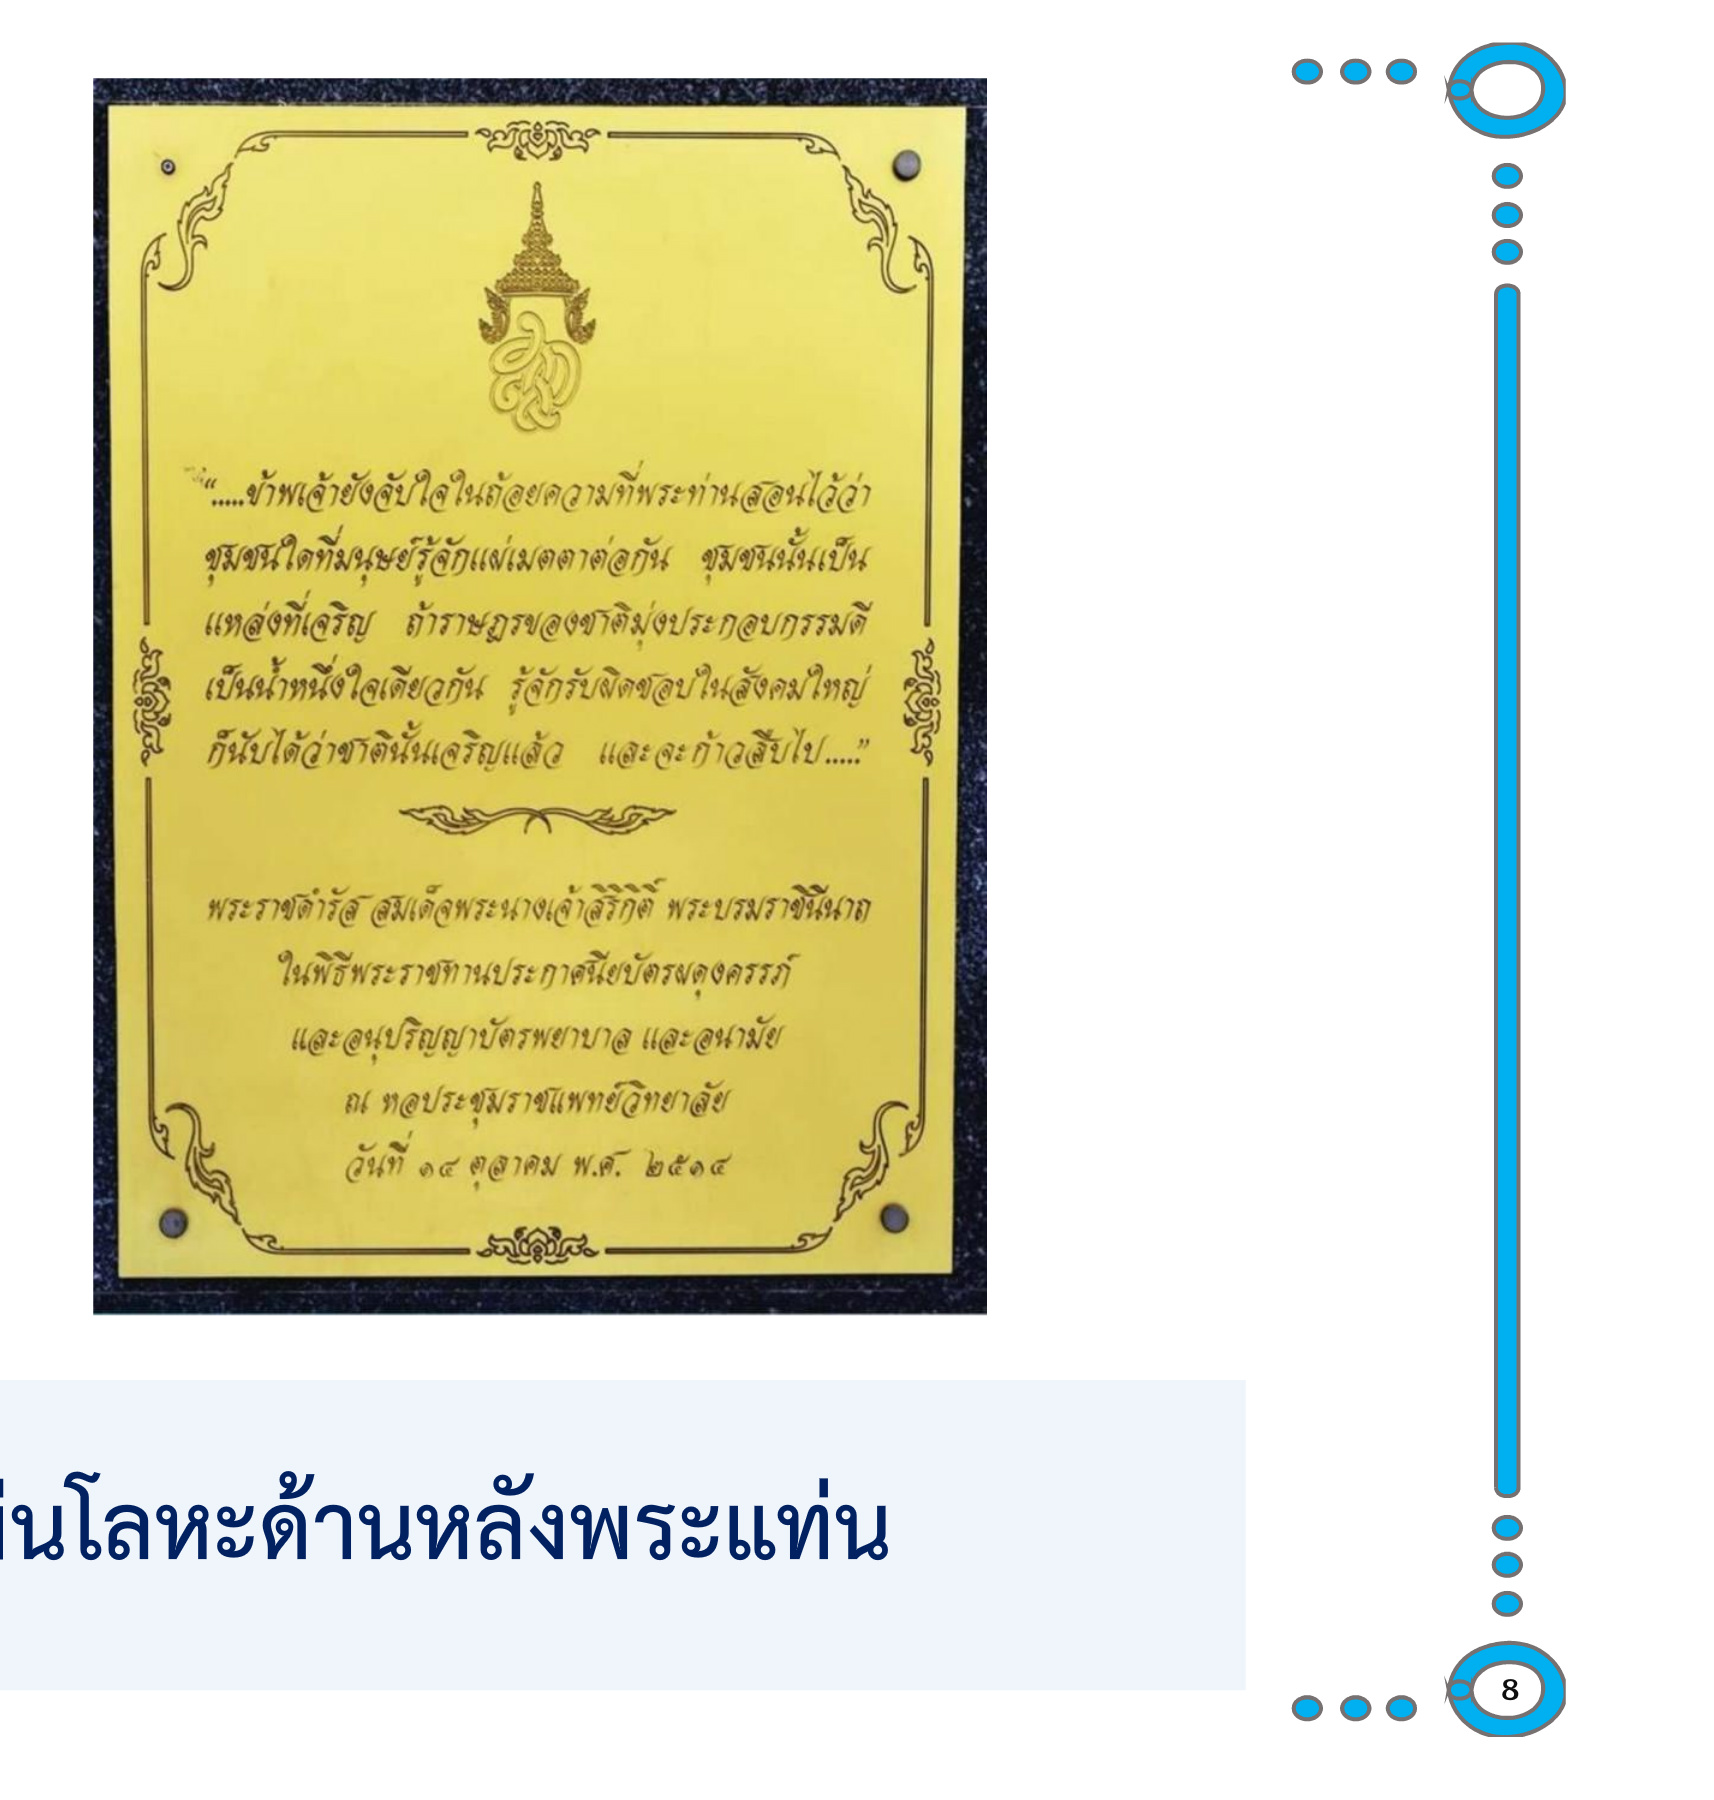 “.....ข้าพเจ้ายังจับใจในถ้อยความที่พระท่านสอนไว้ว่า
ชุมชนใดที่มนุษย์รู้จักแผ่เมตตาต่อกัน ชุมชนนั้นเป็น
แหล่งที่เจริญ ถ้าราษฎรของชาติมุ่งประกอบกรรมดี
เป็นน้ำหนึ่งใจเดียวกัน รู้จักรับผิดชอบในสังคมใหญ่
ก็นับได้ว่าชาตินั้นเจริญแล้ว และจะก้าวสืบไป.....”
พระราชดำรัส สมเด็จพระนางเจ้าสิริกิติ์ พระบรมราชินีนาถ
ในพิธีพระราชทานประกาศนียบัตรผดุงครรภ์
และอนุปริญญาบัตรพยาบาล และอนามัย
ณ หอประชุมราชแพทย์วิทยาลัย
วันที่ ๑๔ ตุลาคม พ.ศ. ๒๕๑๔
โลหะด้านหลังพระแท่น
8